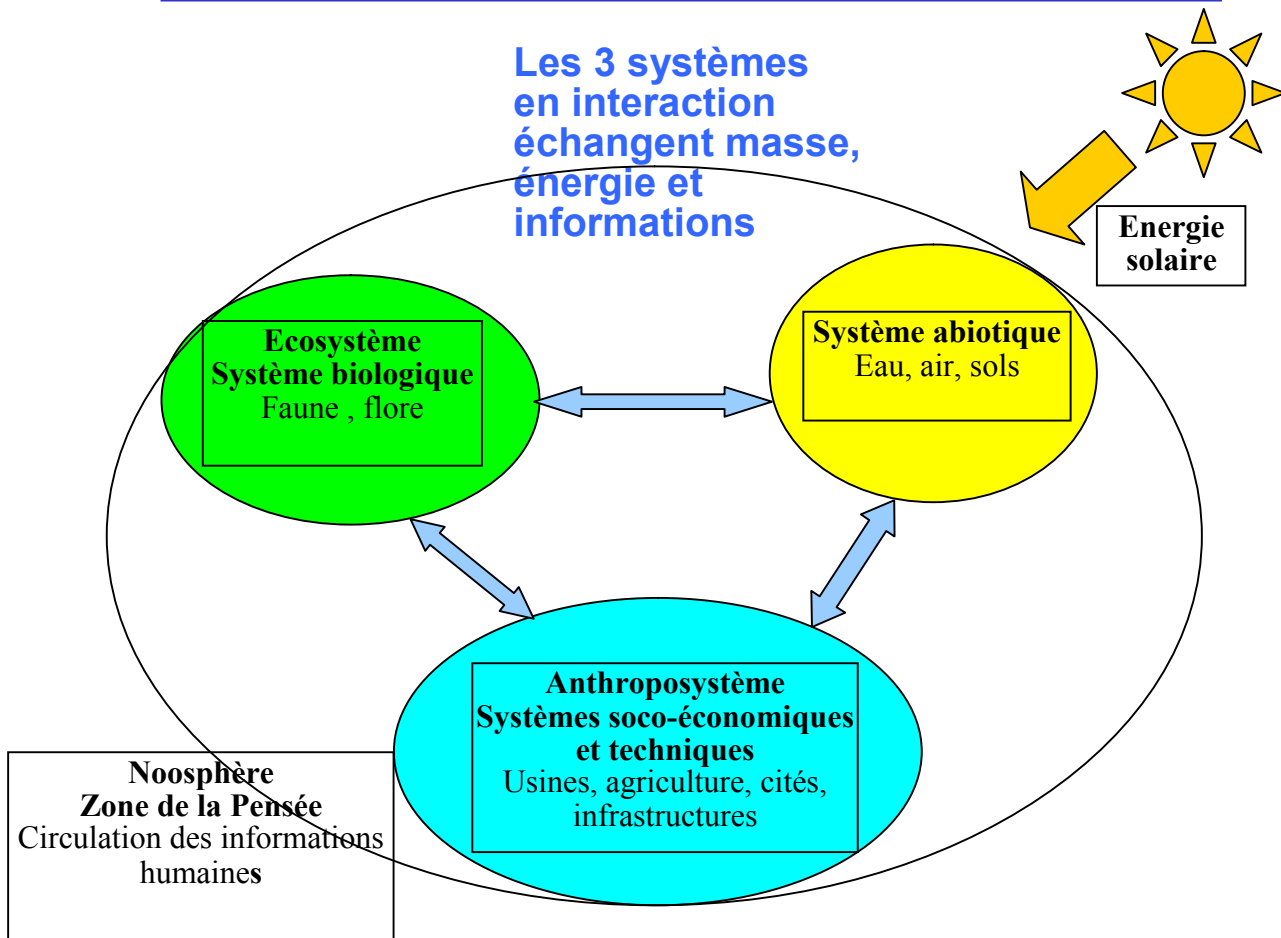 Les 3 systèmes
en interaction
échangent masse,
énergie et
informations
Energie
solaire
Ecosystème
Système biologique
Faune , flore
Système abiotique
Eau, air, sols
Anthroposystème
Systèmes soco-économiques
et techniques
Usines, agriculture, cités,
infrastructures
Noosphère
Zone de la Pensée
Circulation des informations
humaines